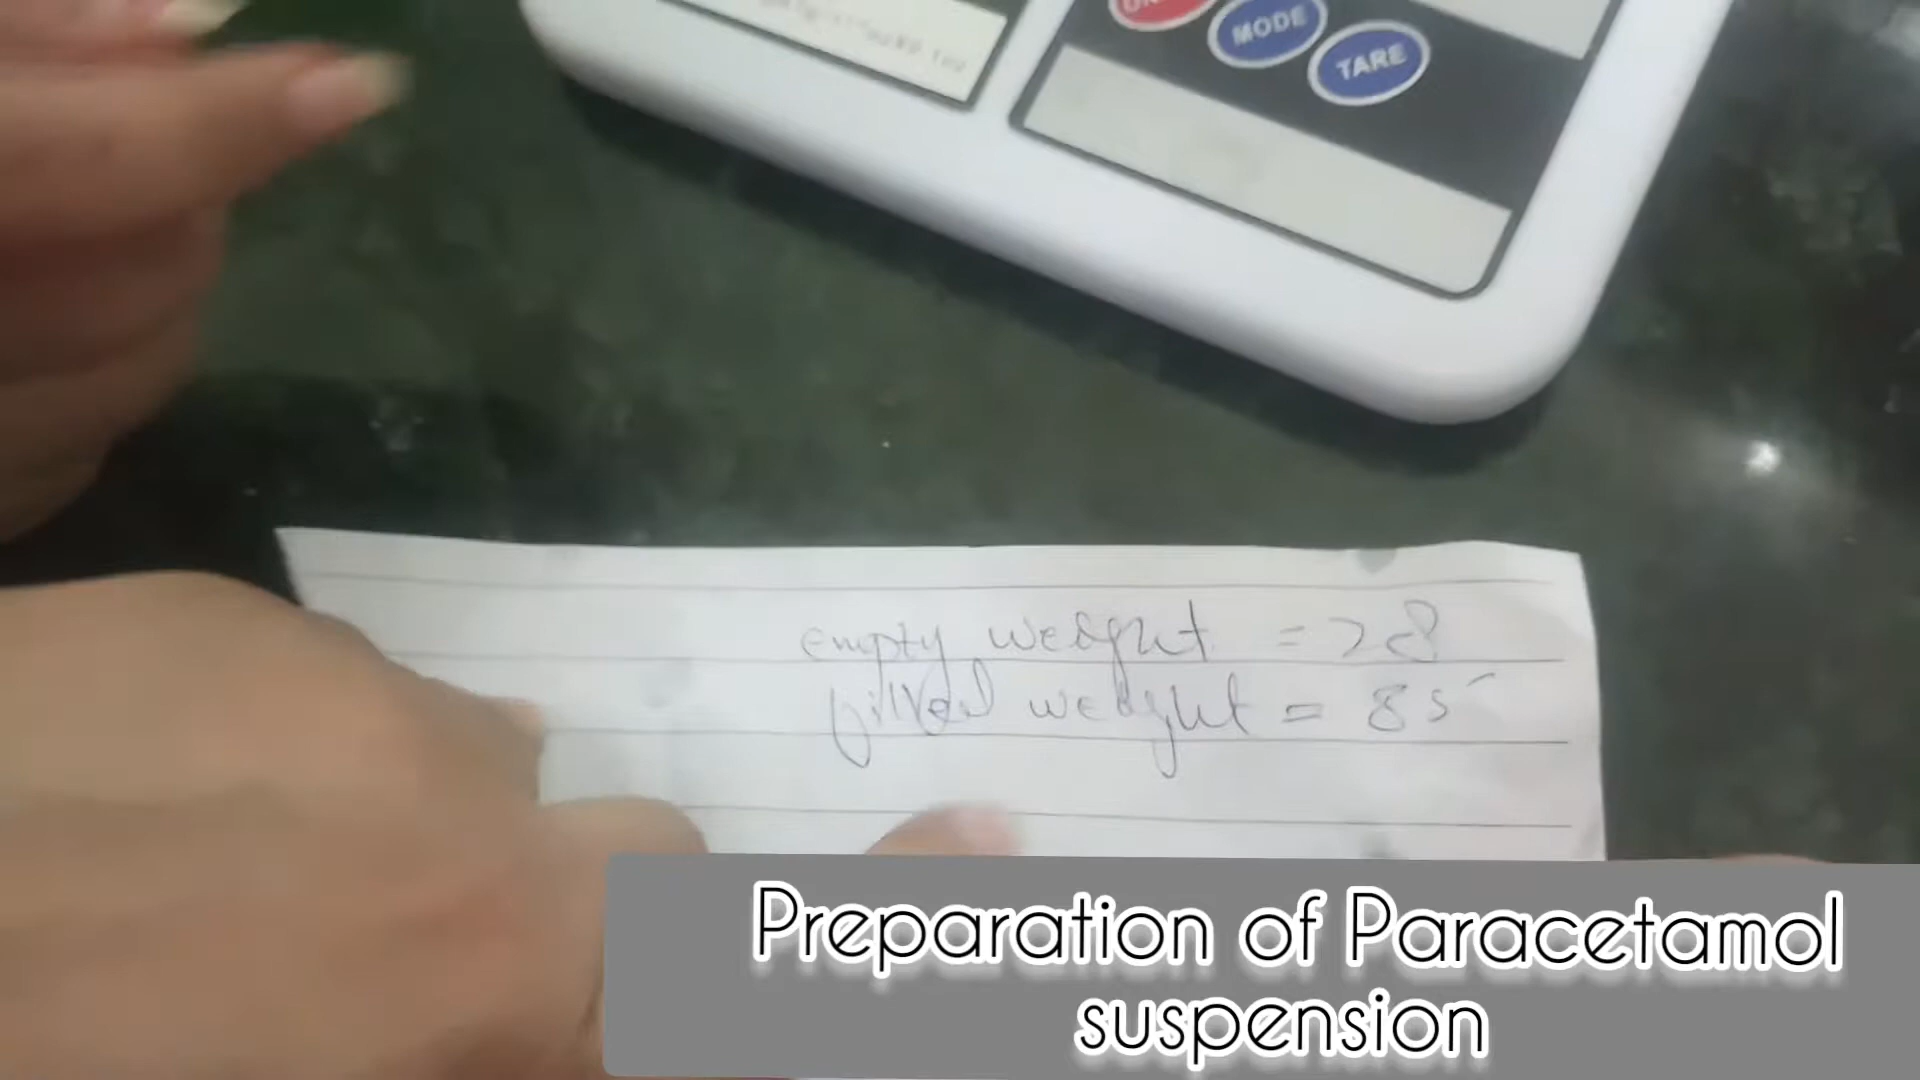 MODE
TARE
empty weight = 28
filled weight = 85
Preparation of Paracetamol
suspension